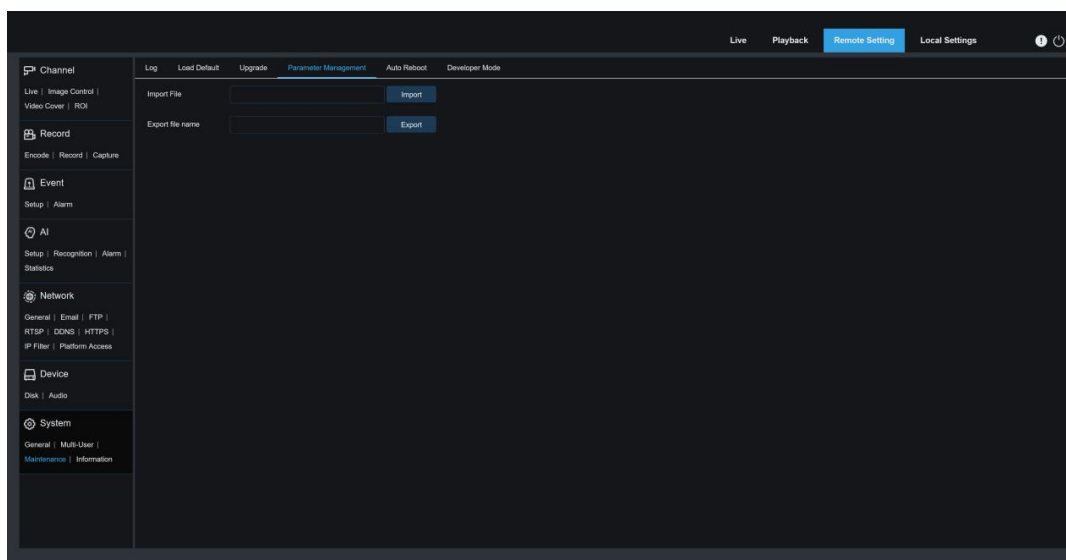 Live Playback Remote Setting Local Settings
Channel
Live | Image Control |
Video Cover | ROI
Record
Encode | Record | Capture
Event
Setup | Alarm
AI
Setup | Recognition | Alarm |
Statistics
Network
General | Email | FTP |
RTSP | DDNS | HTTPS |
IP Filter | Platform Access
Device
Disk | Audio
System
General | Multi-User |
Maintenance | Information
Log Load Default Upgrade Parameter Management Auto Reboot Developer Mode
Import File Import
Export file name Export